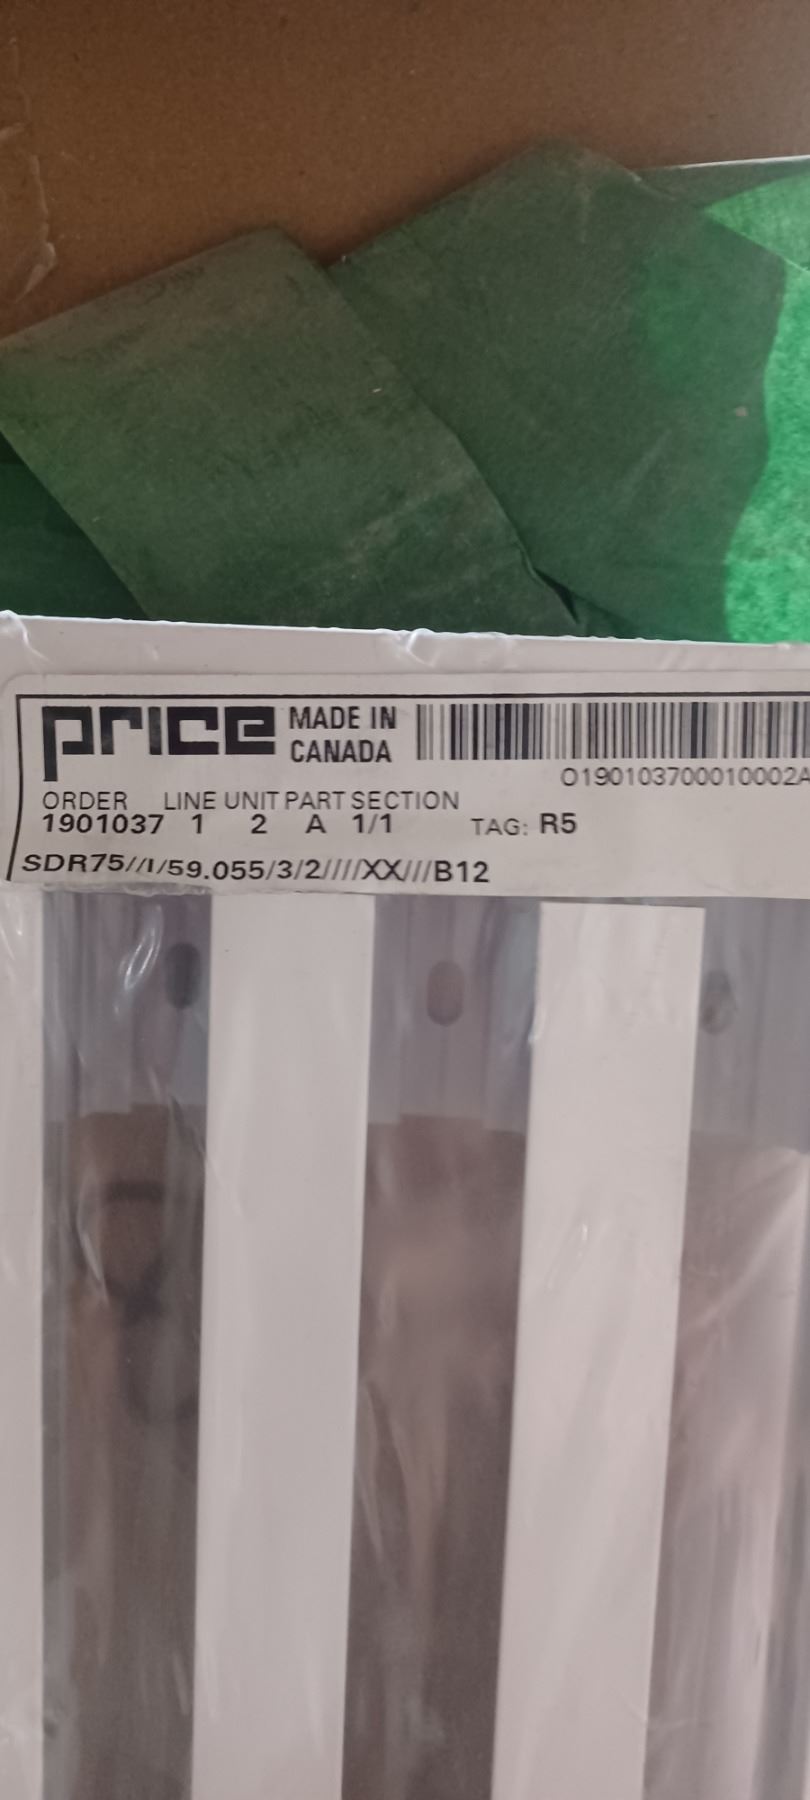 price MADE IN
CANADA
O1901037000010002A
ORDER LINE UNIT PART SECTION
1901037 1 2 A 1/1 TAG: R5
SDR75//I/59.055/3/2////XX///B12